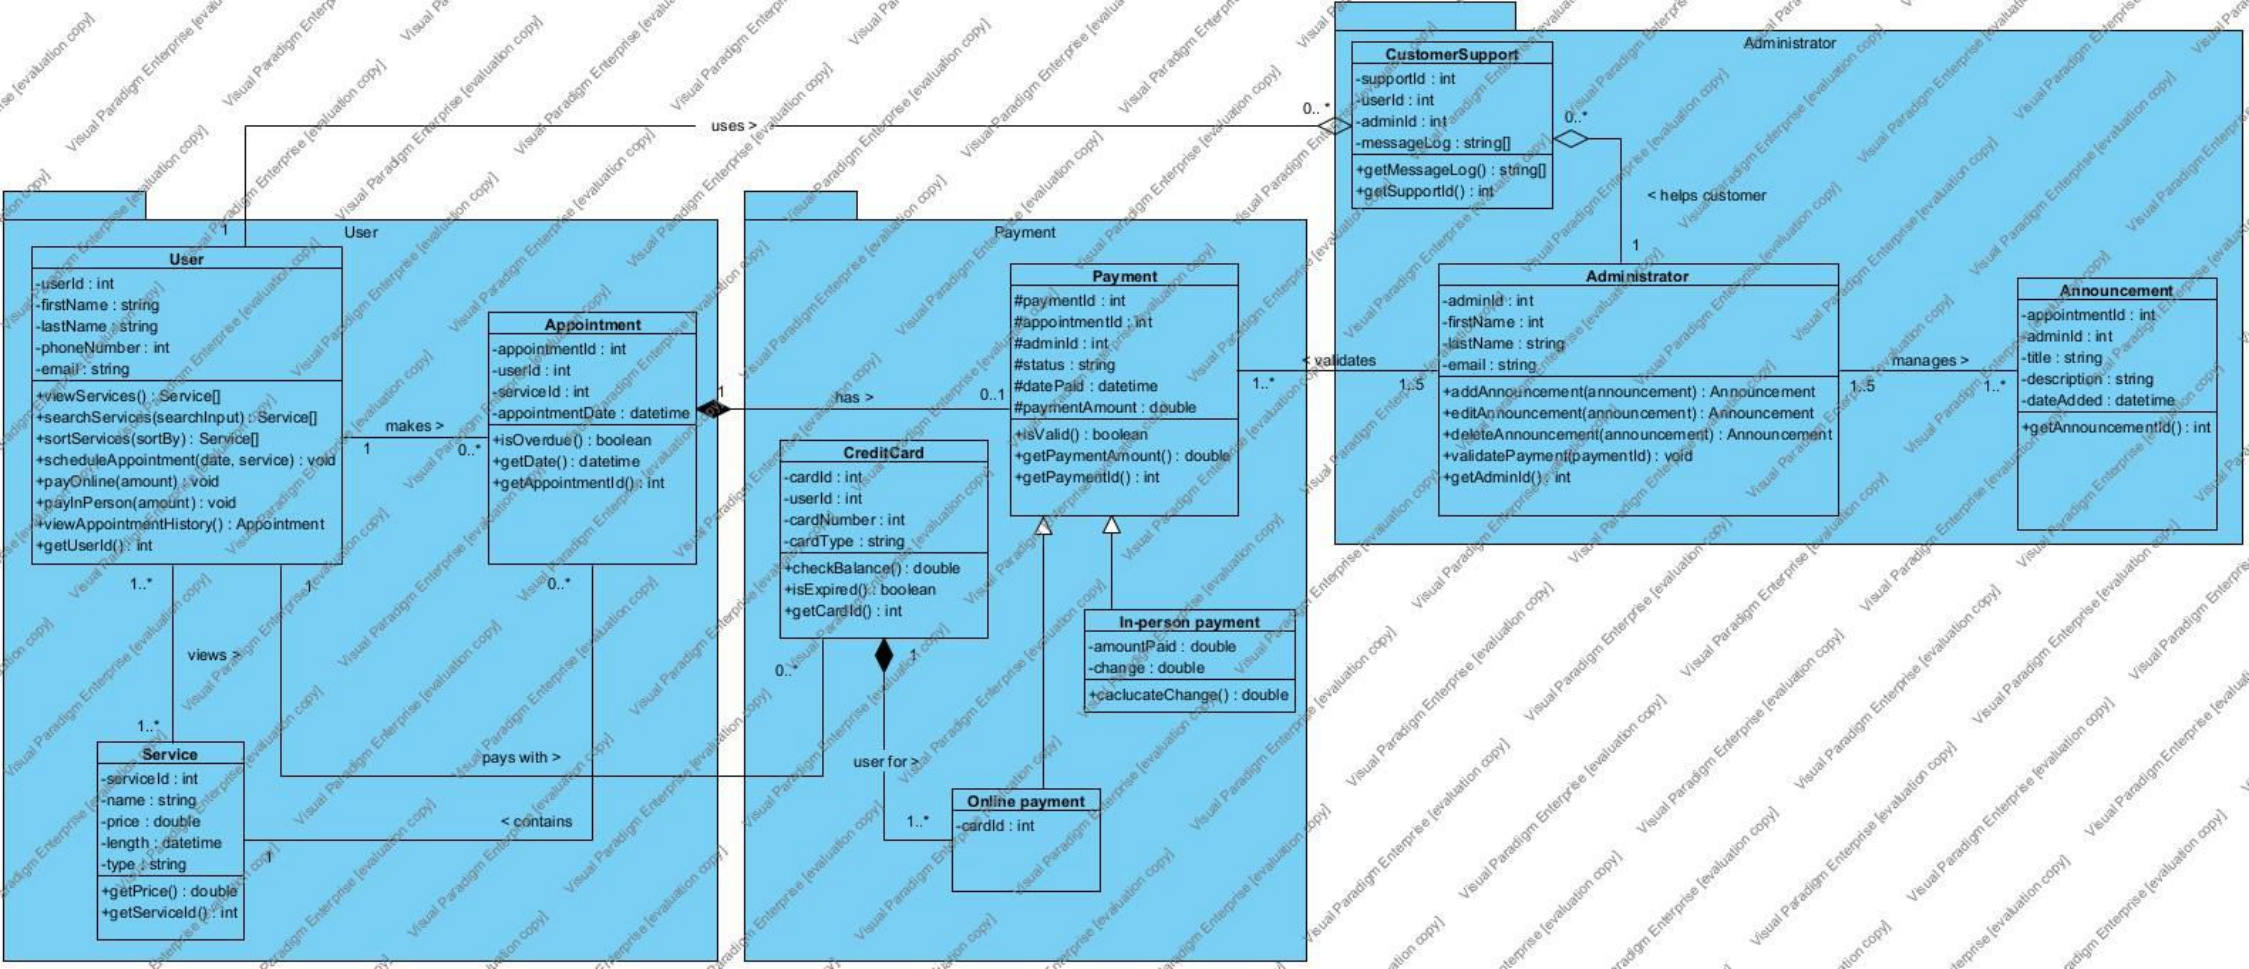 Administrator
CustomerSupport
-supportId : int
-userId : int
-adminId : int
-messageLog : string[]
+getMessageLog() : string[]
+getSupportId() : int
0..*
0..*
uses >
1
< helps customer
1
User
User
-userId : int
-firstName : string
-lastName : string
-phoneNumber : int
-email : string
+viewServices() : Service[]
+searchServices(searchInput) : Service[]
+sortServices(sortBy) : Service[]
+scheduleAppointment(date, service) : void
+payOnline(amount) : void
+payInPerson(amount) : void
+viewAppointmentHistory() : Appointment
+getUserId() : int
makes >
1
0..*
Appointment
-appointmentId : int
-userId : int
-serviceId : int
-appointmentDate : datetime
+isOverdue() : boolean
+getDate() : datetime
+getAppointmentId() : int
1
has >
0..1
Payment
Payment
#paymentId : int
#appointmentId : int
#adminId : int
#status : string
#datePaid : datetime
#paymentAmount : double
+isValid() : boolean
+getPaymentAmount() : double
+getPaymentId() : int
< validates
1..*
1..5
Administrator
-adminId : int
-firstName : int
-lastName : string
-email : string
+addAnnouncement(announcement) : Announcement
+editAnnouncement(announcement) : Announcement
+deleteAnnouncement(announcement) : Announcement
+validatePayment(paymentId) : void
+getAdminId() : int
manages >
1..5
1..*
Announcement
-appointmentId : int
-adminId : int
-title : string
-description : string
-dateAdded : datetime
+getAnnouncementId() : int
CreditCard
-cardId : int
-userId : int
-cardNumber : int
-cardType : string
+checkBalance() : double
+isExpired() : boolean
+getCardId() : int
1..*
1
0..*
views >
1..*
0..*
1
In-person payment
-amountPaid : double
-change : double
+caclucateChange() : double
pays with >
user for >
1..*
Online payment
-cardId : int
Service
-serviceId : int
-name : string
-price : double
-length : datetime
-type : string
+getPrice() : double
+getServiceId() : int
< contains
1
Visual Paradigm Enterprise [evaluation copy]